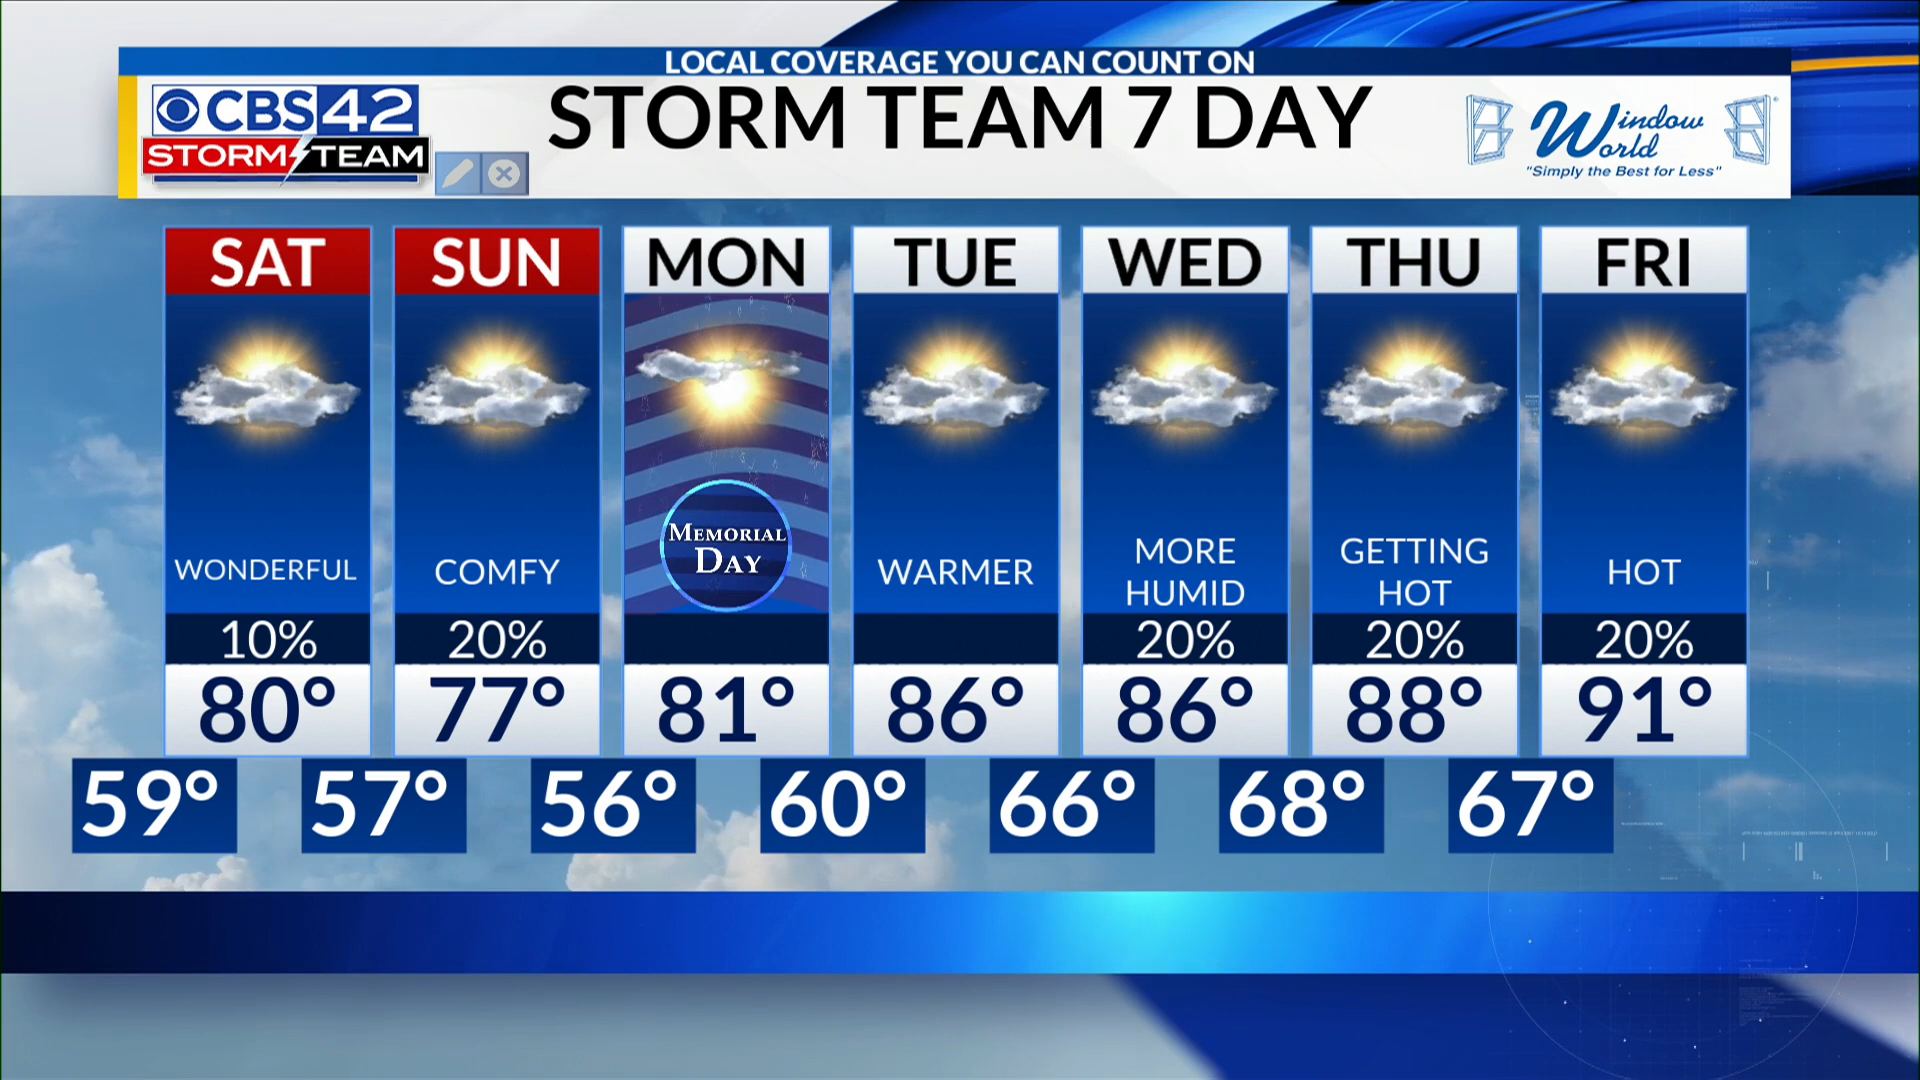 LOCAL COVERAGE YOU CAN COUNT ON
CBS 42
STORM TEAM
STORM TEAM 7 DAY
Window World
"Simply the Best for Less"
SAT SUN MON TUE WED THU FRI
MEMORIAL
DAY
WONDERFUL COMFY WARMER MORE HUMID GETTING HOT HOT
10% 20% 20% 20% 20%
80° 77° 81° 86° 86° 88° 91°
59° 57° 56° 60° 66° 68° 67°